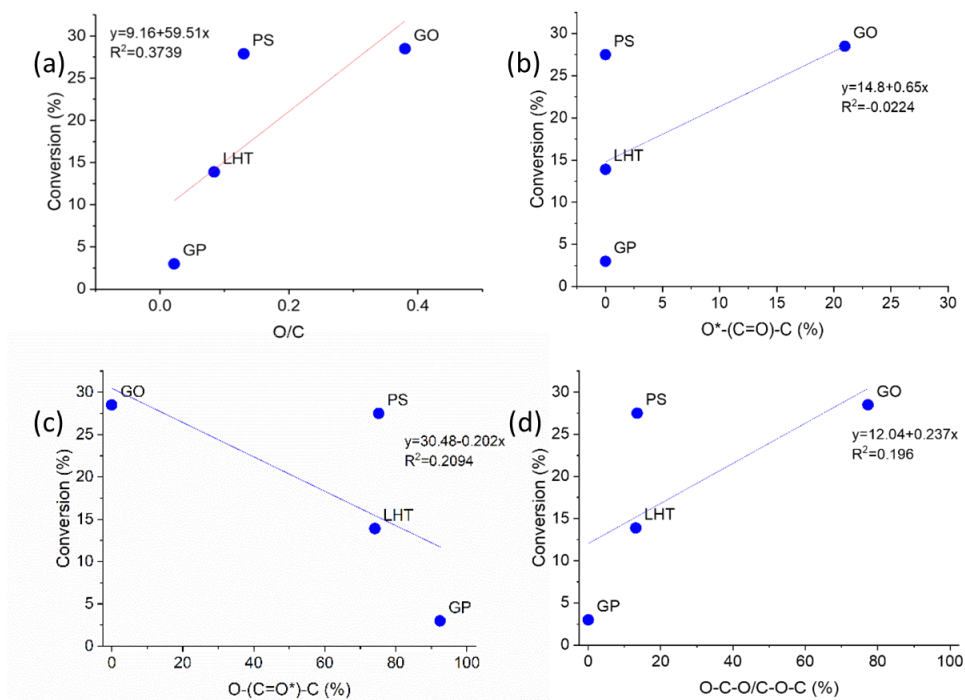 (a)
y=9.16+59.51x
R²=0.3739
PS
GO
LHT
GP
Conversion (%)
30
25
20
15
10
5
0
0.0
0.2
0.4
O/C
(b)
PS
GO
y=14.8+0.65x
R²=-0.0224
LHT
GP
Conversion (%)
30
25
20
15
10
5
0
0
5
10
15
20
25
30
O*-(C=O)-C (%)
(c)
GO
PS
y=30.48-0.202x
R²=0.2094
LHT
GP
Conversion (%)
30
25
20
15
10
5
0
0
20
40
60
80
100
O-(C=O*)-C (%)
(d)
PS
GO
y=12.04+0.237x
R²=0.196
LHT
GP
Conversion (%)
30
25
20
15
10
5
0
0
20
40
60
80
100
O-C-O/C-O-C (%)